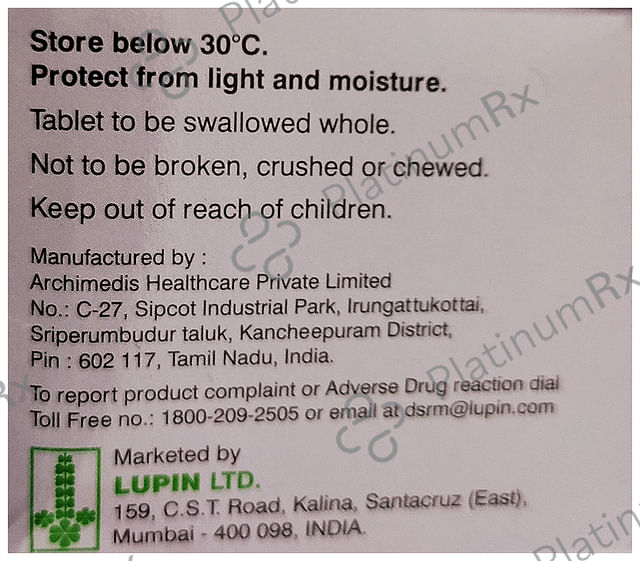 Store below 30°C.
Protect from light and moisture.
Tablet to be swallowed whole.
Not to be broken, crushed or chewed.
Keep out of reach of children.
Manufactured by :
Archimedis Healthcare Private Limited
No.: C-27, Sipcot Industrial Park, Irungattukottai,
Sriperumbudur taluk, Kancheepuram District,
Pin : 602 117, Tamil Nadu, India.
To report product complaint or Adverse Drug reaction dial
Toll Free no.: 1800-209-2505 or email at dsrm@lupin.com
Marketed by
LUPIN LTD.
159, C.S.T. Road, Kalina, Santacruz (East),
Mumbai - 400 098, INDIA.
PlatinumRx
PlatinumRx